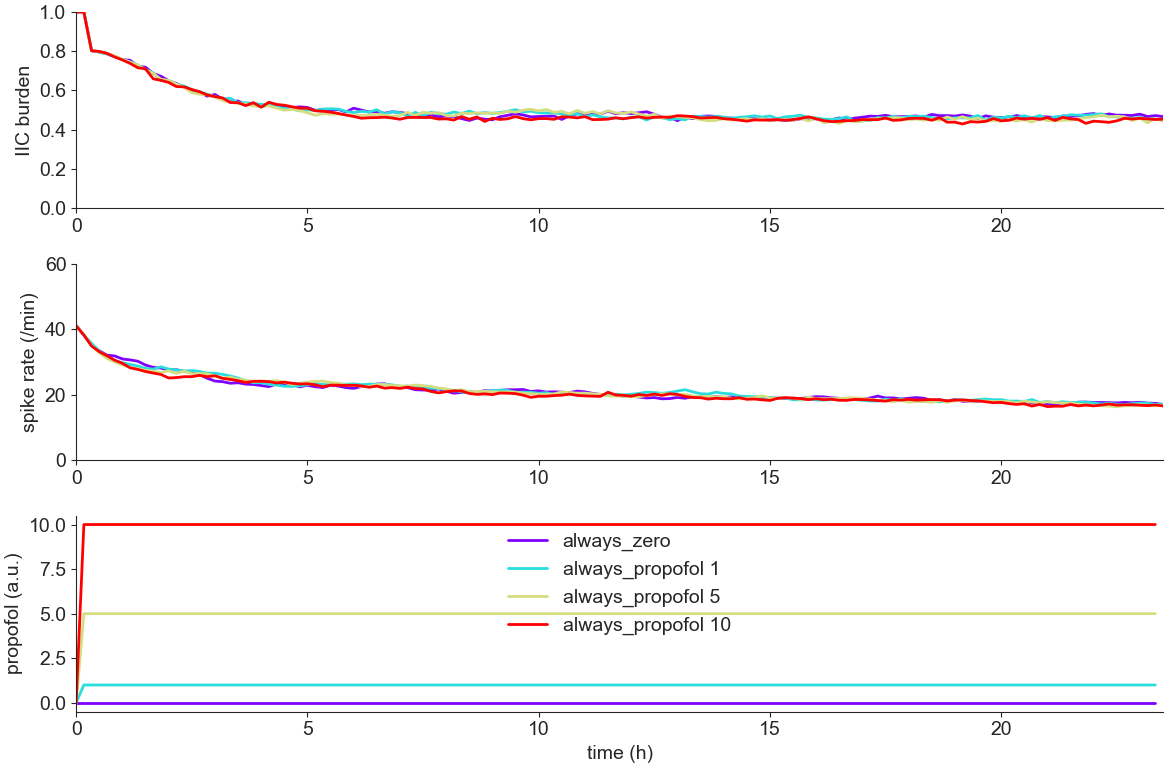 1.0
0.8
0.6
0.4
0.2
0.0
IIC burden
0 5 10 15 20
60
40
20
0
spike rate (/min)
0 5 10 15 20
10.0
7.5
5.0
2.5
0.0
propofol (a.u.)
always_zero
always_propofol 1
always_propofol 5
always_propofol 10
0 5 10 15 20
time (h)